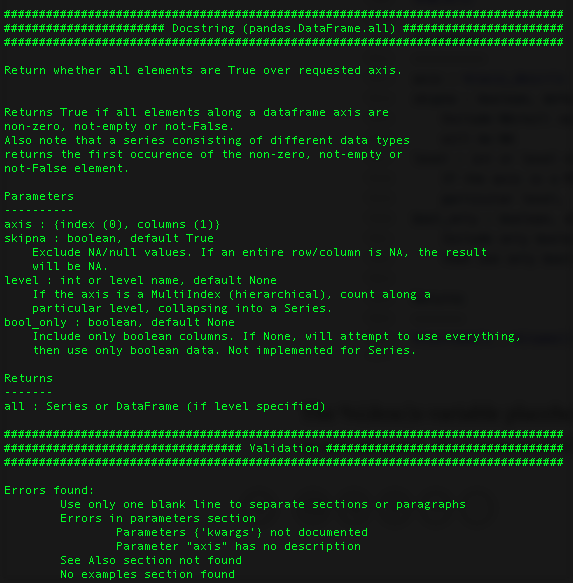 ################################################################################
####################### Docstring (pandas.DataFrame.all) #######################
################################################################################
Return whether all elements are True over requested axis.
Returns True if all elements along a dataframe axis are
non-zero, not-empty or not-False.
Also note that a series consisting of different data types
returns the first occurence of the non-zero, not-empty or
not-False element.
Parameters
----------
axis : {index (0), columns (1)}
skipna : boolean, default True
    Exclude NA/null values. If an entire row/column is NA, the result
    will be NA.
level : int or level name, default None
    If the axis is a MultiIndex (hierarchical), count along a
    particular level, collapsing into a Series.
bool_only : boolean, default None
    Include only boolean columns. If None, will attempt to use everything,
    then use only boolean data. Not implemented for Series.
Returns
-------
all : Series or DataFrame (if level specified)
################################################################################
################################## Validation ##################################
################################################################################
Errors found:
        Use only one blank line to separate sections or paragraphs
        Errors in parameters section
                Parameters {'kwargs'} not documented
                Parameter "axis" has no description
        See Also section not found
        No examples section found